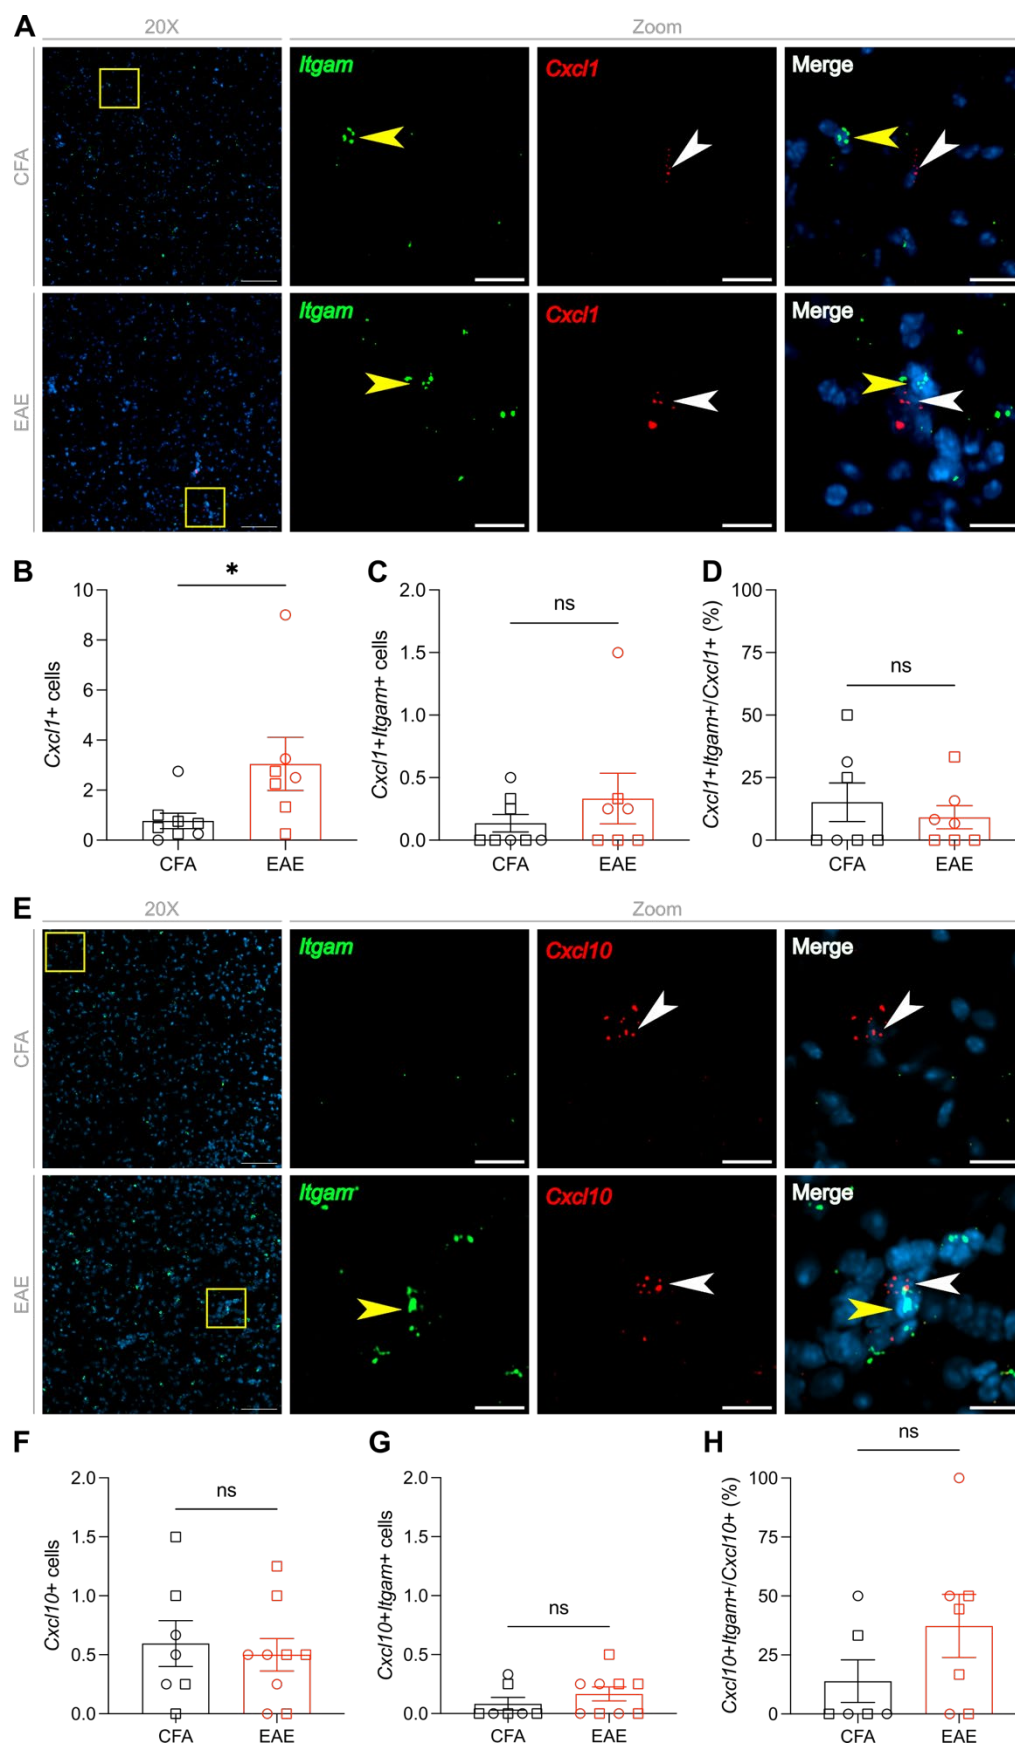 A
20X
Zoom
CFA
Itgam
Cxcl1
Merge
EAE
Itgam
Cxcl1
Merge
B
*
Cxcl1+ cells
10
8
6
4
2
0
CFA
EAE
C
ns
Cxcl1+Itgam+ cells
2.0
1.5
1.0
0.5
0.0
CFA
EAE
D
ns
Cxcl1+Itgam+/Cxcl1+ (%)
100
75
50
25
0
CFA
EAE
E
20X
Zoom
CFA
Itgam
Cxcl10
Merge
EAE
Itgam
Cxcl10
Merge
F
ns
Cxcl10+ cells
2.0
1.5
1.0
0.5
0.0
CFA
EAE
G
ns
Cxcl10+Itgam+ cells
2.0
1.5
1.0
0.5
0.0
CFA
EAE
H
ns
Cxcl10+Itgam+/Cxcl10+ (%)
100
75
50
25
0
CFA
EAE